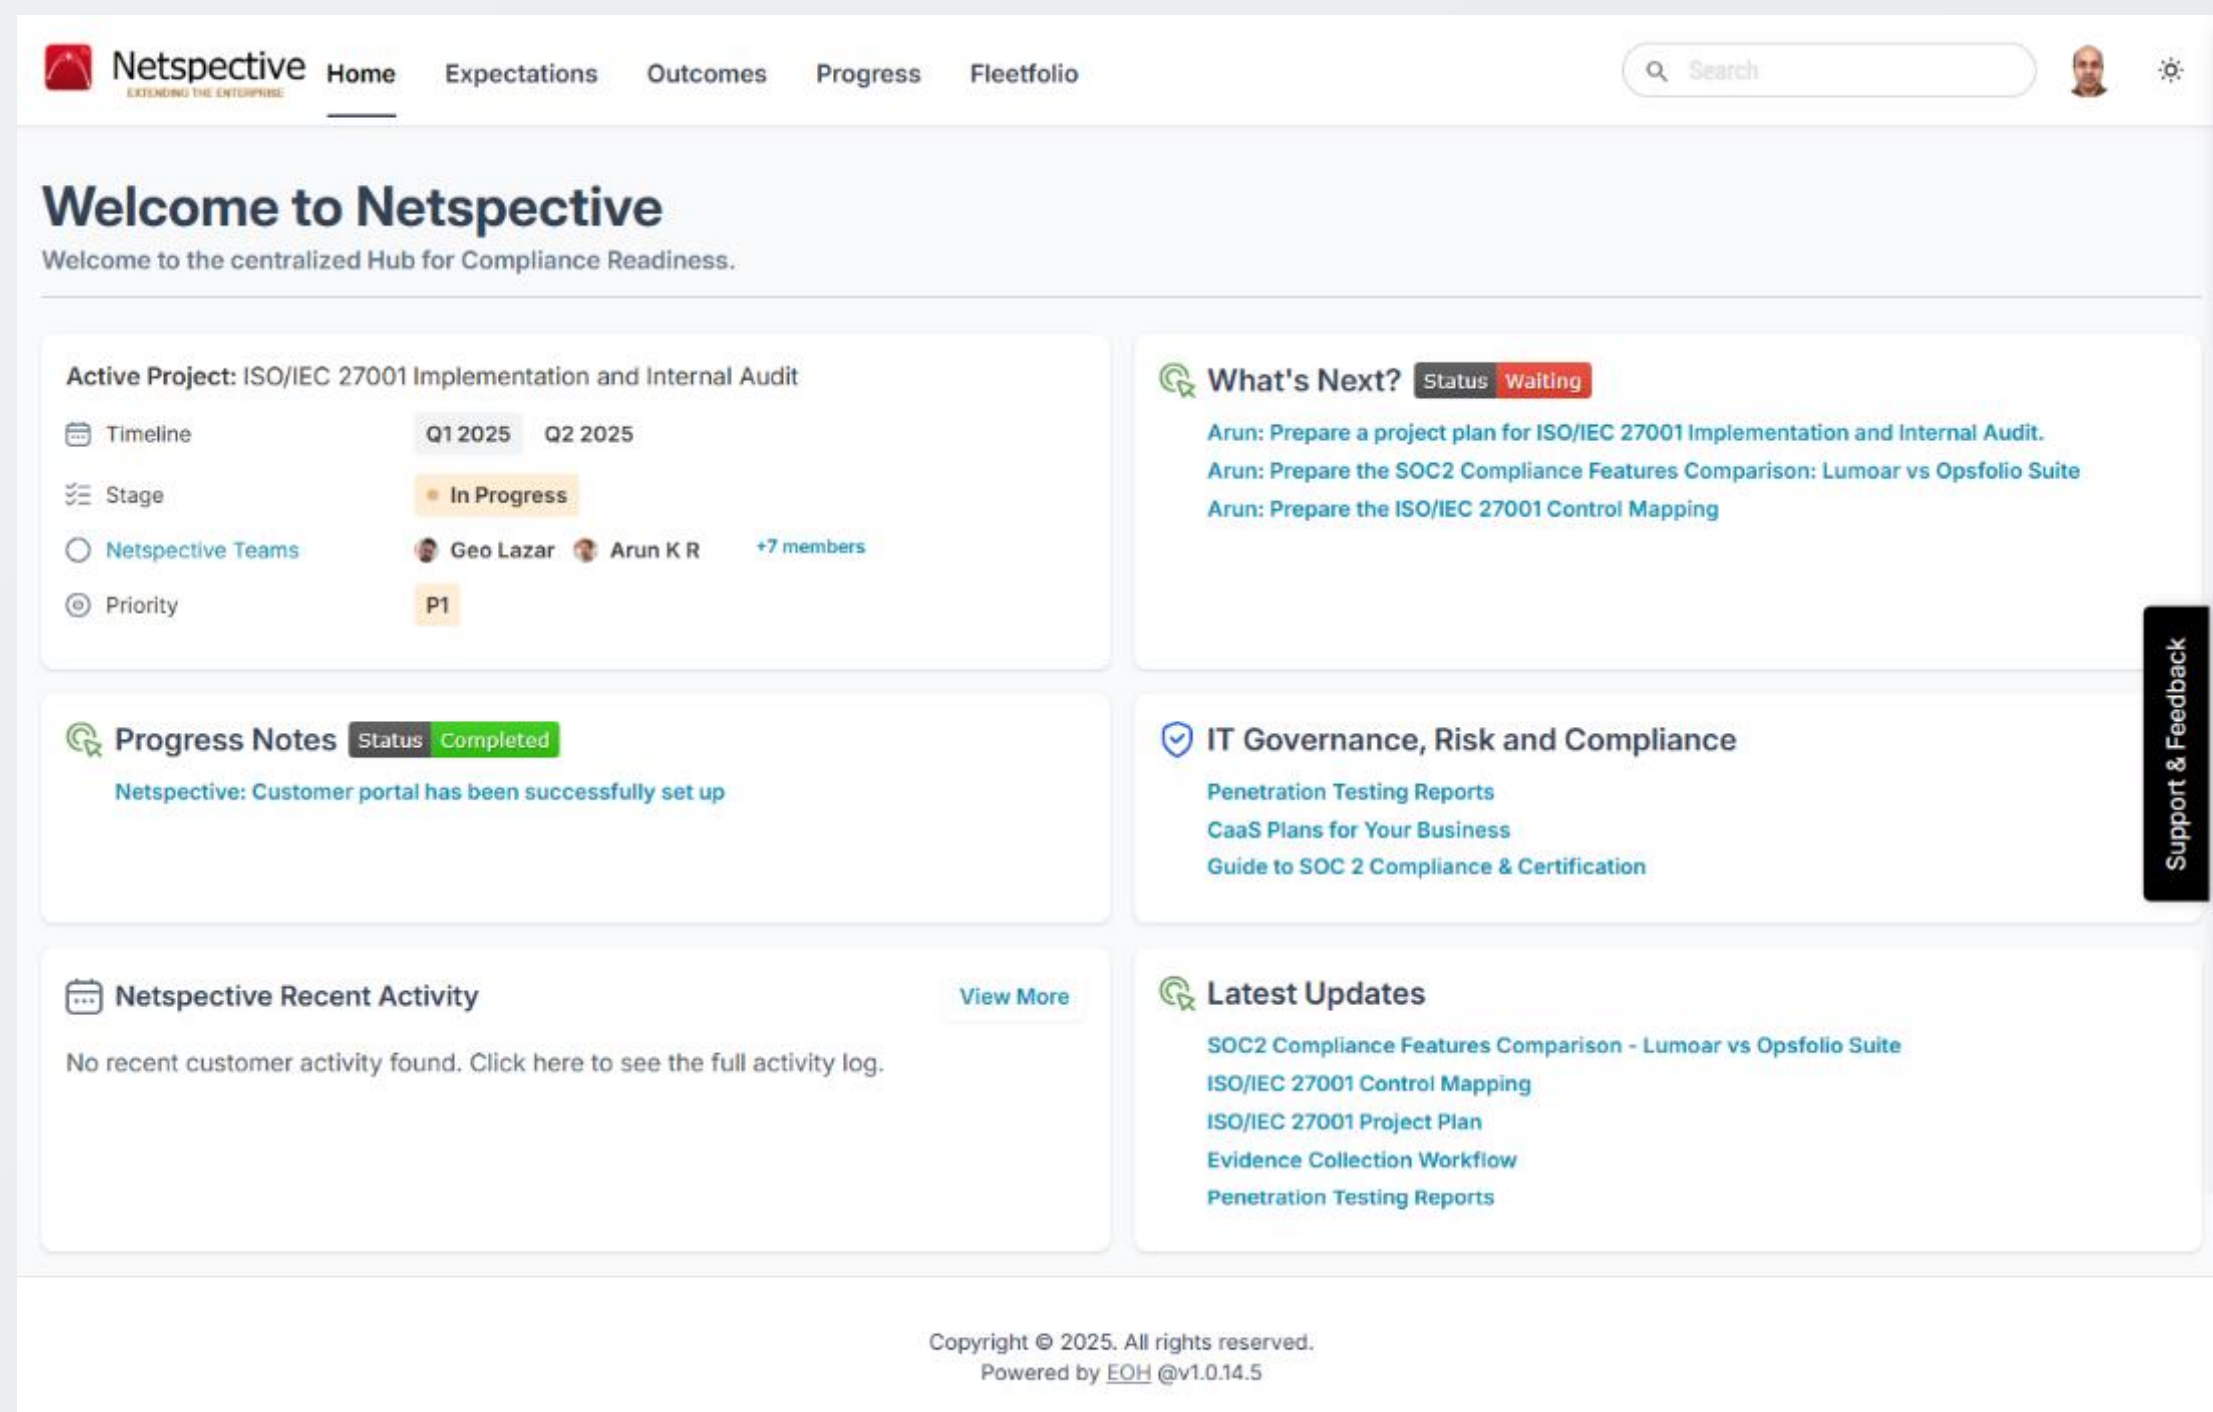 Netspective
EXTENDING THE ENTERPRISE
Home
Expectations
Outcomes
Progress
Fleetfolio
Search
Welcome to Netspective
Welcome to the centralized Hub for Compliance Readiness.
Active Project: ISO/IEC 27001 Implementation and Internal Audit
Timeline Q1 2025 Q2 2025
Stage In Progress
Netspective Teams Geo Lazar Arun K R +7 members
Priority P1
What's Next? Status Waiting
Arun: Prepare a project plan for ISO/IEC 27001 Implementation and Internal Audit.
Arun: Prepare the SOC2 Compliance Features Comparison: Lumoar vs Opsfolio Suite
Arun: Prepare the ISO/IEC 27001 Control Mapping
Progress Notes Status Completed
Netspective: Customer portal has been successfully set up
IT Governance, Risk and Compliance
Penetration Testing Reports
CaaS Plans for Your Business
Guide to SOC 2 Compliance & Certification
Support & Feedback
Netspective Recent Activity View More
No recent customer activity found. Click here to see the full activity log.
Latest Updates
SOC2 Compliance Features Comparison - Lumoar vs Opsfolio Suite
ISO/IEC 27001 Control Mapping
ISO/IEC 27001 Project Plan
Evidence Collection Workflow
Penetration Testing Reports
Copyright © 2025. All rights reserved.
Powered by EOH @v1.0.14.5